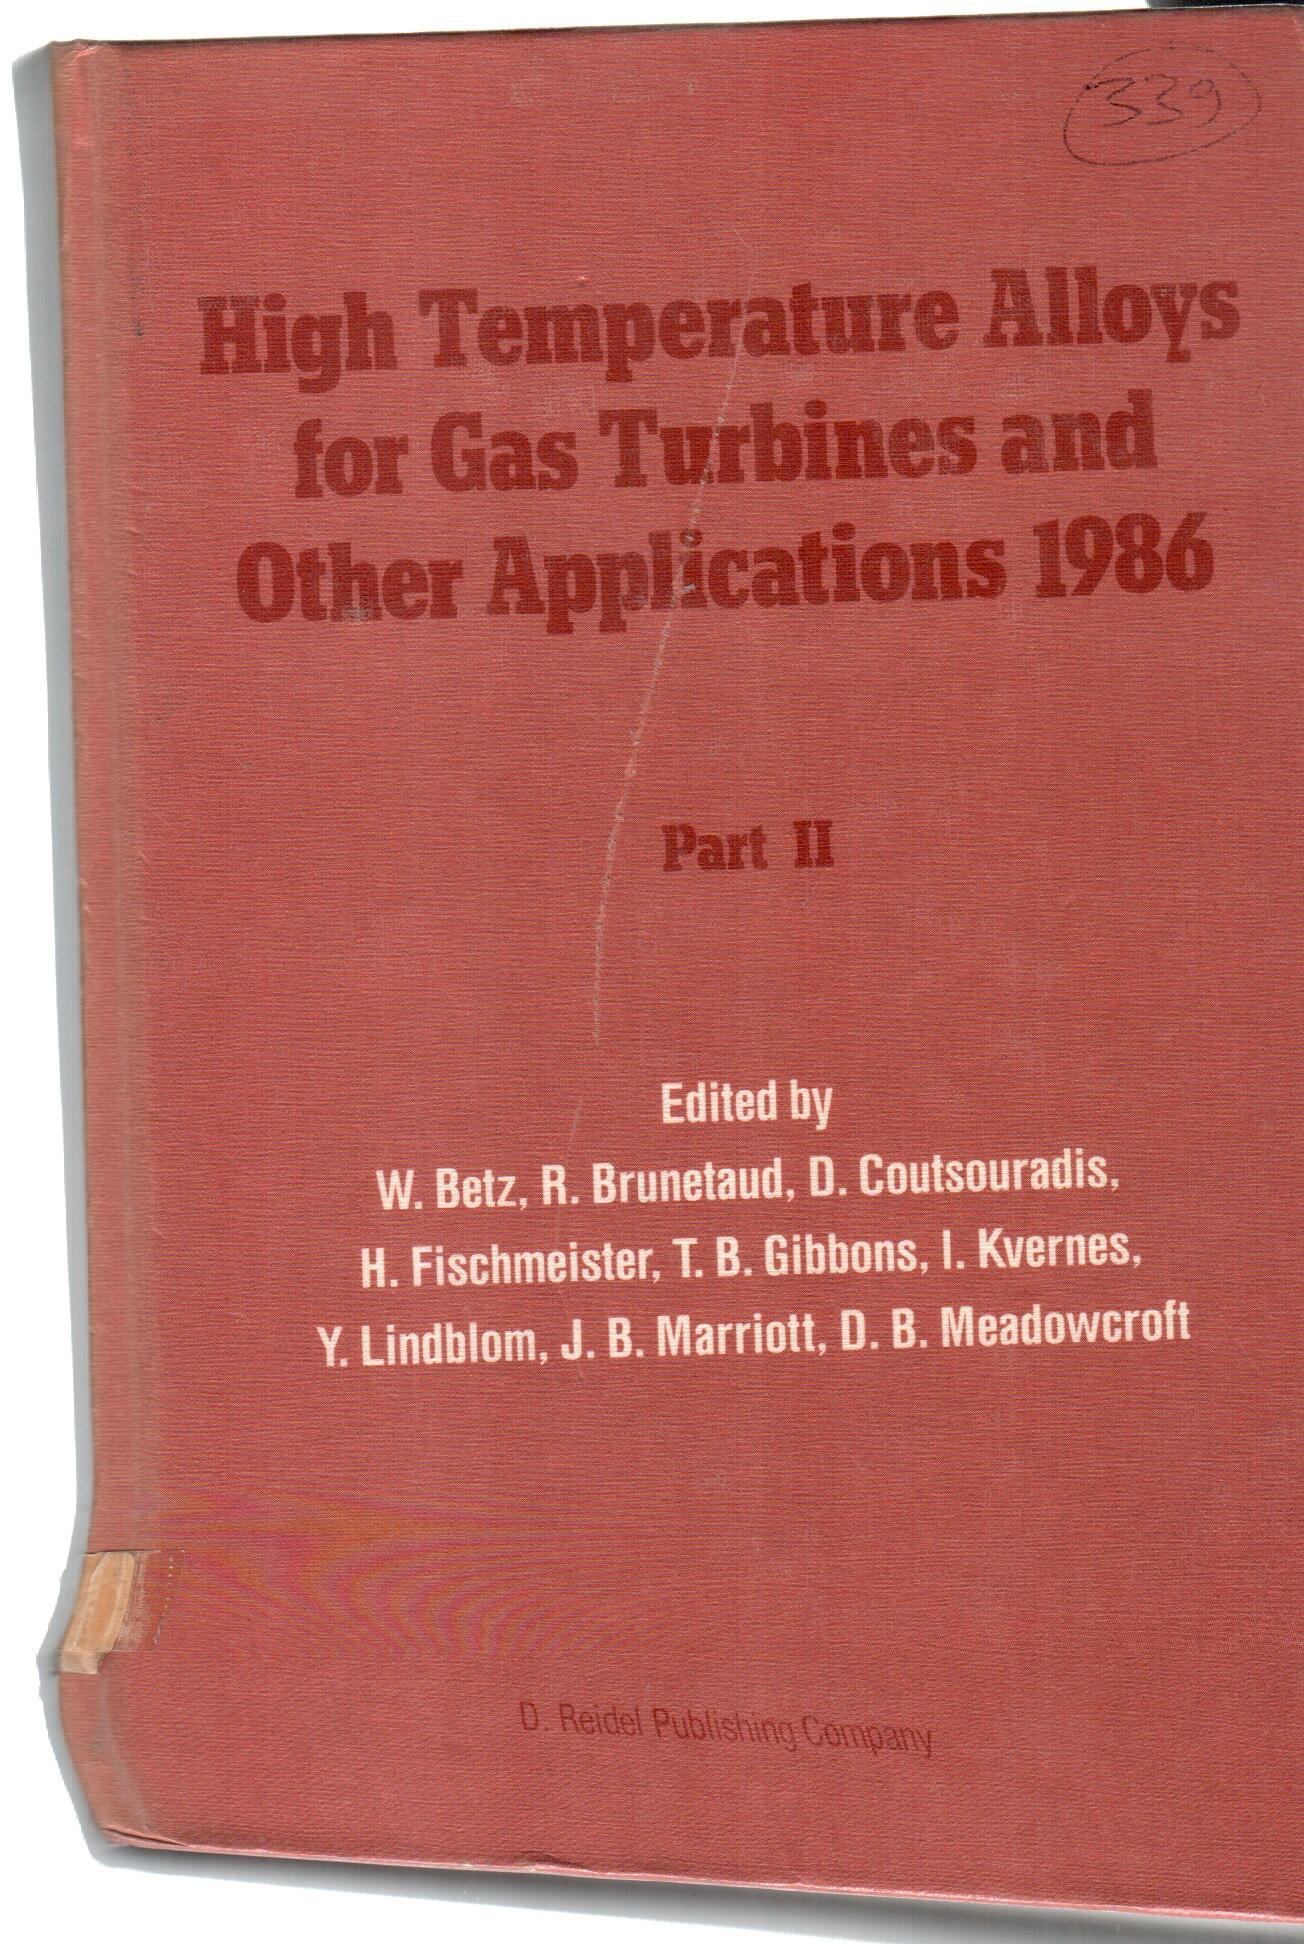 339
High Temperature Alloys
for Gas Turbines and
Other Applications 1986
Part II
Edited by
W. Betz, R. Brunetaud, D. Coutsouradis,
H. Fischmeister, T. B. Gibbons, I. Kvernes,
Y. Lindblom, J. B. Marriott, D. B. Meadowcroft
D. Reidel Publishing Company